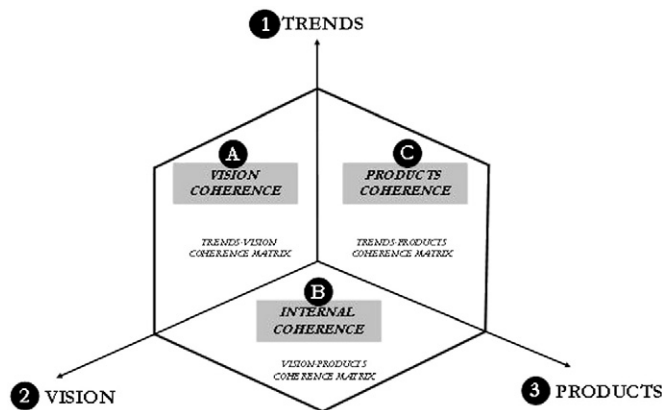 1 TRENDS
A
VISION
COHERENCE
TRENDS-VISION
COHERENCE MATRIX
C
PRODUCTS
COHERENCE
TRENDS-PRODUCTS
COHERENCE MATRIX
B
INTERNAL
COHERENCE
VISION-PRODUCTS
COHERENCE MATRIX
2 VISION
3 PRODUCTS